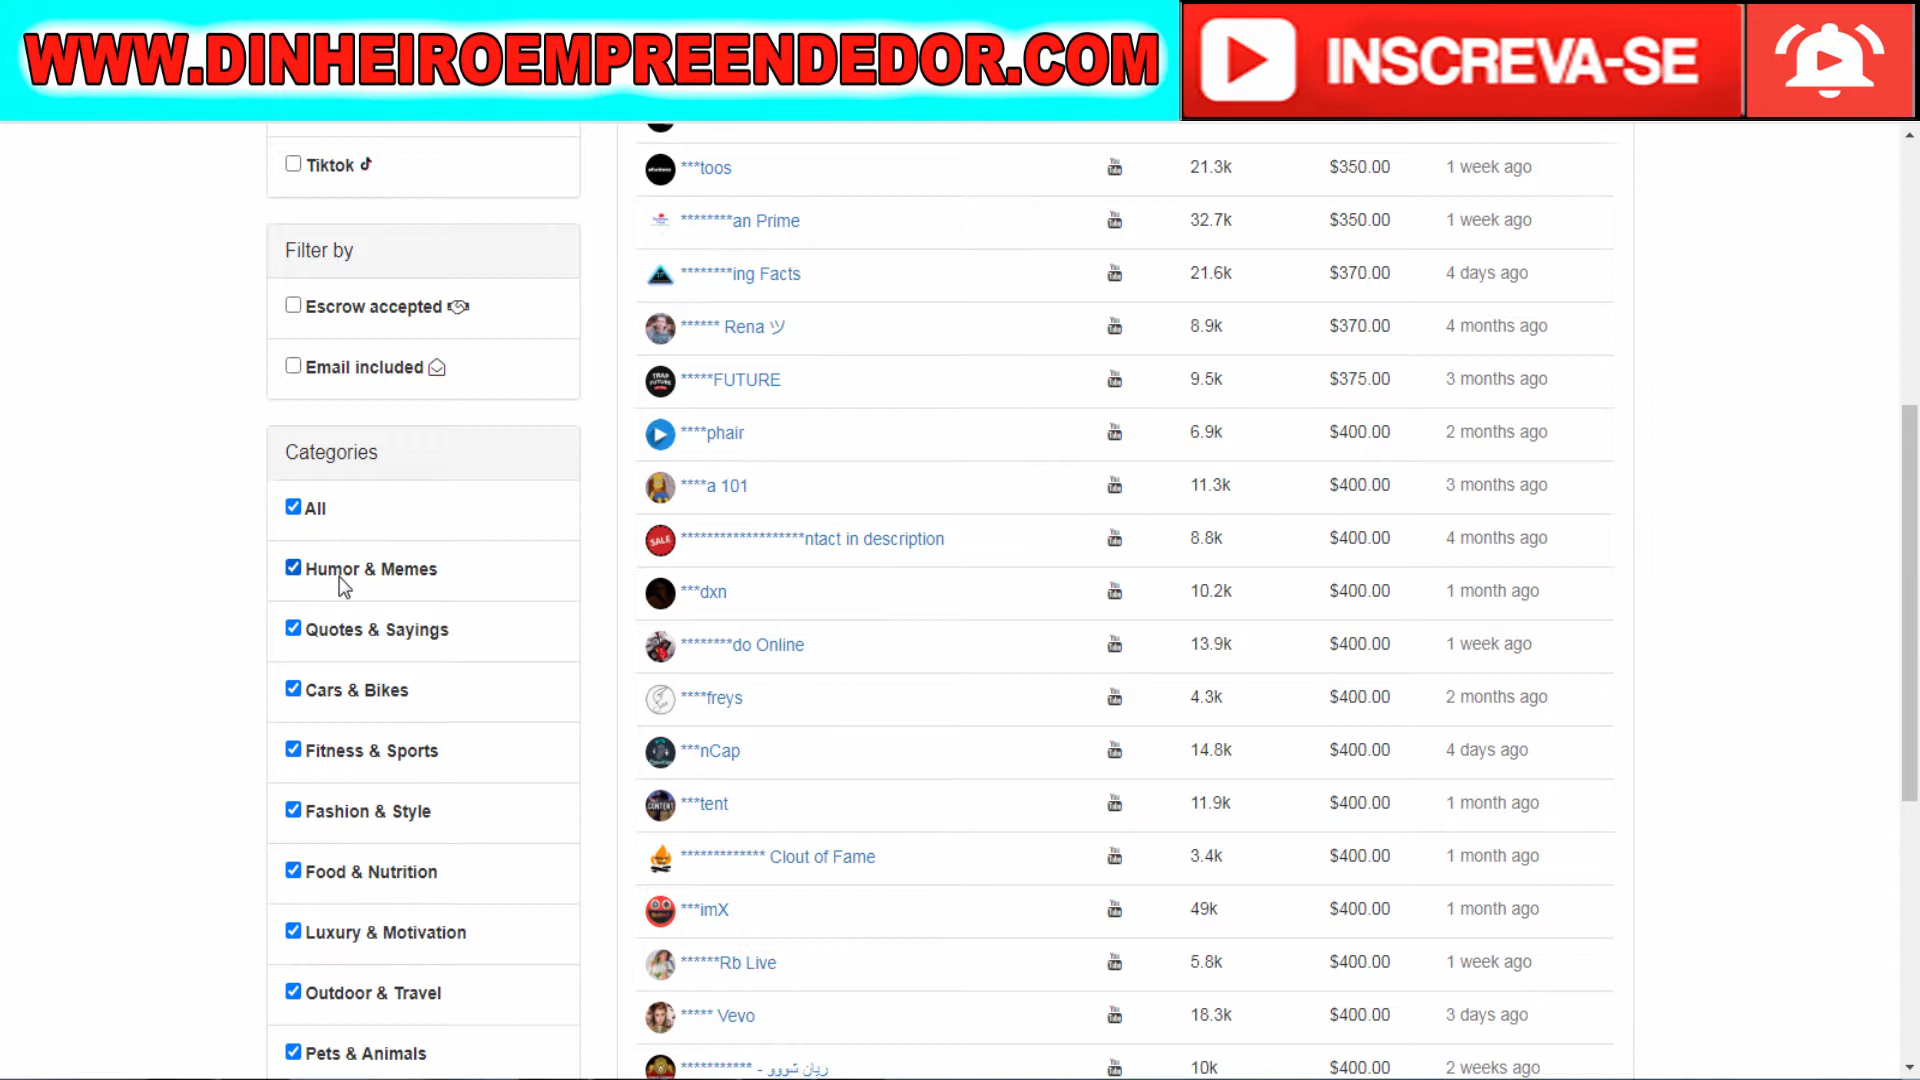 WWW.DINHEIROEMPREENDEDOR.COM INSCREVA-SE
Tiktok
Filter by
Escrow accepted
Email included
Categories
All
Humor & Memes
Quotes & Sayings
Cars & Bikes
Fitness & Sports
Fashion & Style
Food & Nutrition
Luxury & Motivation
Outdoor & Travel
Pets & Animals
***toos 21.3k $350.00 1 week ago
********an Prime 32.7k $350.00 1 week ago
********ing Facts 21.6k $370.00 4 days ago
****** Rena ツ 8.9k $370.00 4 months ago
*****FUTURE 9.5k $375.00 3 months ago
****phair 6.9k $400.00 2 months ago
****a 101 11.3k $400.00 3 months ago
SALE *******************ntact in description 8.8k $400.00 4 months ago
***dxn 10.2k $400.00 1 month ago
********do Online 13.9k $400.00 1 week ago
****freys 4.3k $400.00 2 months ago
***nCap 14.8k $400.00 4 days ago
CONTENT ***tent 11.9k $400.00 1 month ago
************* Clout of Fame 3.4k $400.00 1 month ago
***imX 49k $400.00 1 month ago
******Rb Live 5.8k $400.00 1 week ago
***** Vevo 18.3k $400.00 3 days ago
*********** - ريان شووو 10k $400.00 2 weeks ago